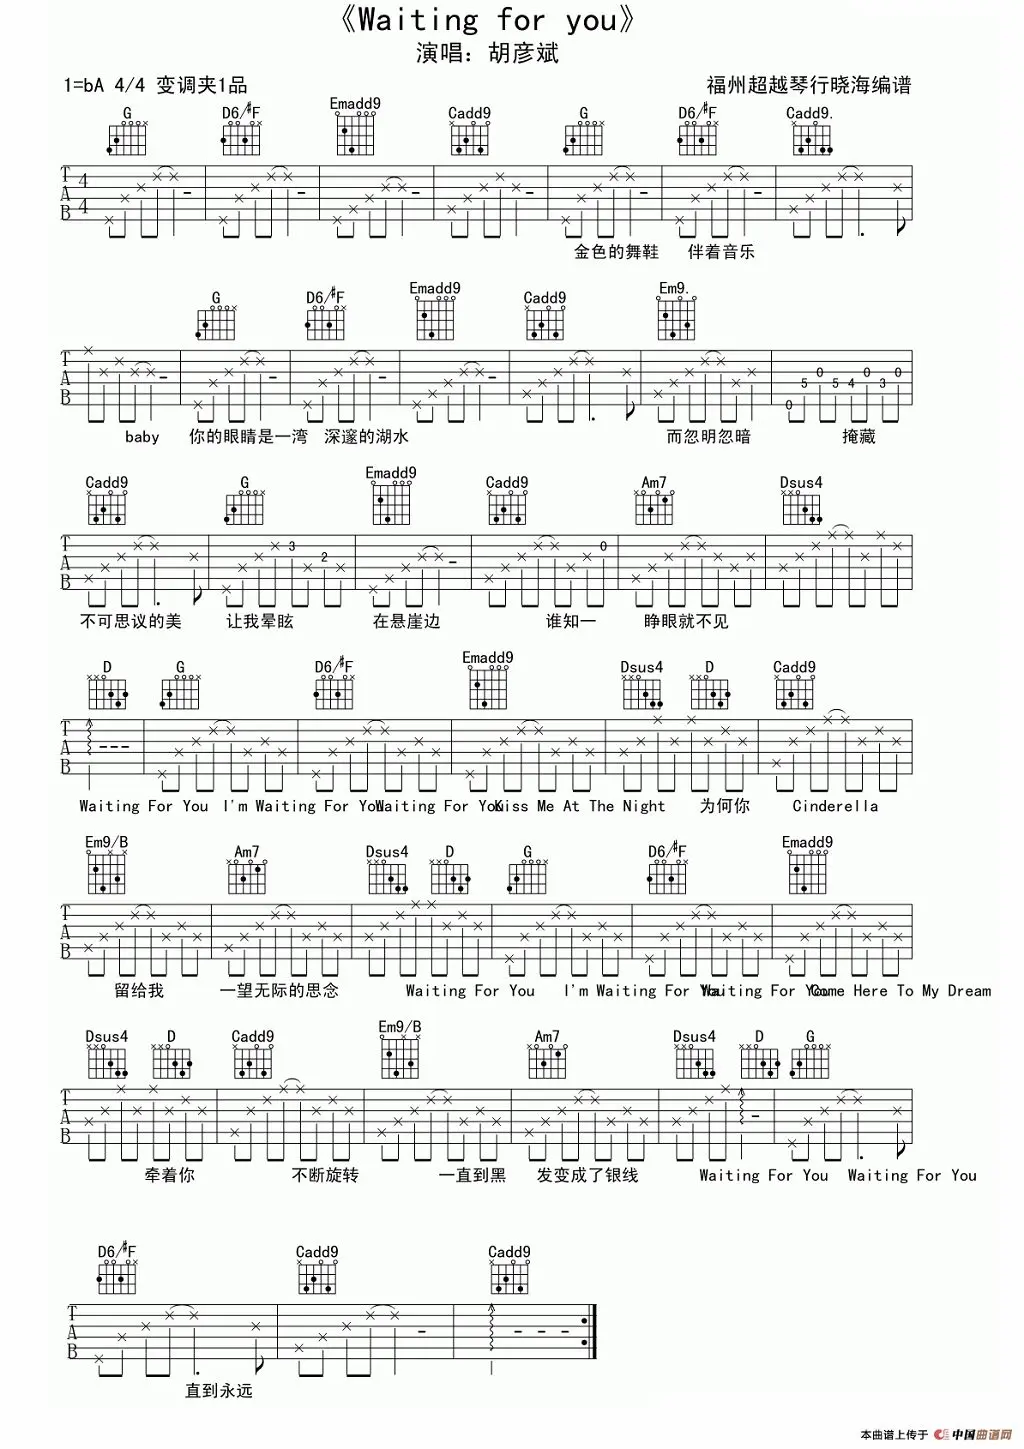 《Waiting for you》
演唱：胡彦斌
1=bA 4/4 变调夹1品 福州超越琴行晓海编谱
G D6/#F Emadd9 Cadd9 G D6/#F Cadd9.
T A B 4 4
金色的舞鞋 伴着音乐
G D6/#F Emadd9 Cadd9 Em9.
T A B 0 5 0 5 4 0 3 0
baby 你的眼睛是一湾 深邃的湖水 而忽明忽暗 掩藏
Cadd9 G Emadd9 Cadd9 Am7 Dsus4
T A B 3 2 0
不可思议的美 让我晕眩 在悬崖边 谁知一 睁眼就不见
D G D6/#F Emadd9 Dsus4 D Cadd9
T A B
Waiting For You I'm Waiting For You Waiting For You Kiss Me At The Night 为何你 Cinderella
Em9/B Am7 Dsus4 D G D6/#F Emadd9
T A B
留给我 一望无际的思念 Waiting For You I'm Waiting For You Waiting For You Come Here To My Dream
Dsus4 D Cadd9 Em9/B Am7 Dsus4 D G
T A B
牵着你 不断旋转 一直到黑 发变成了银线 Waiting For You Waiting For You
D6/#F Cadd9 Cadd9
T A B
直到永远
本曲谱上传于 中国曲谱网